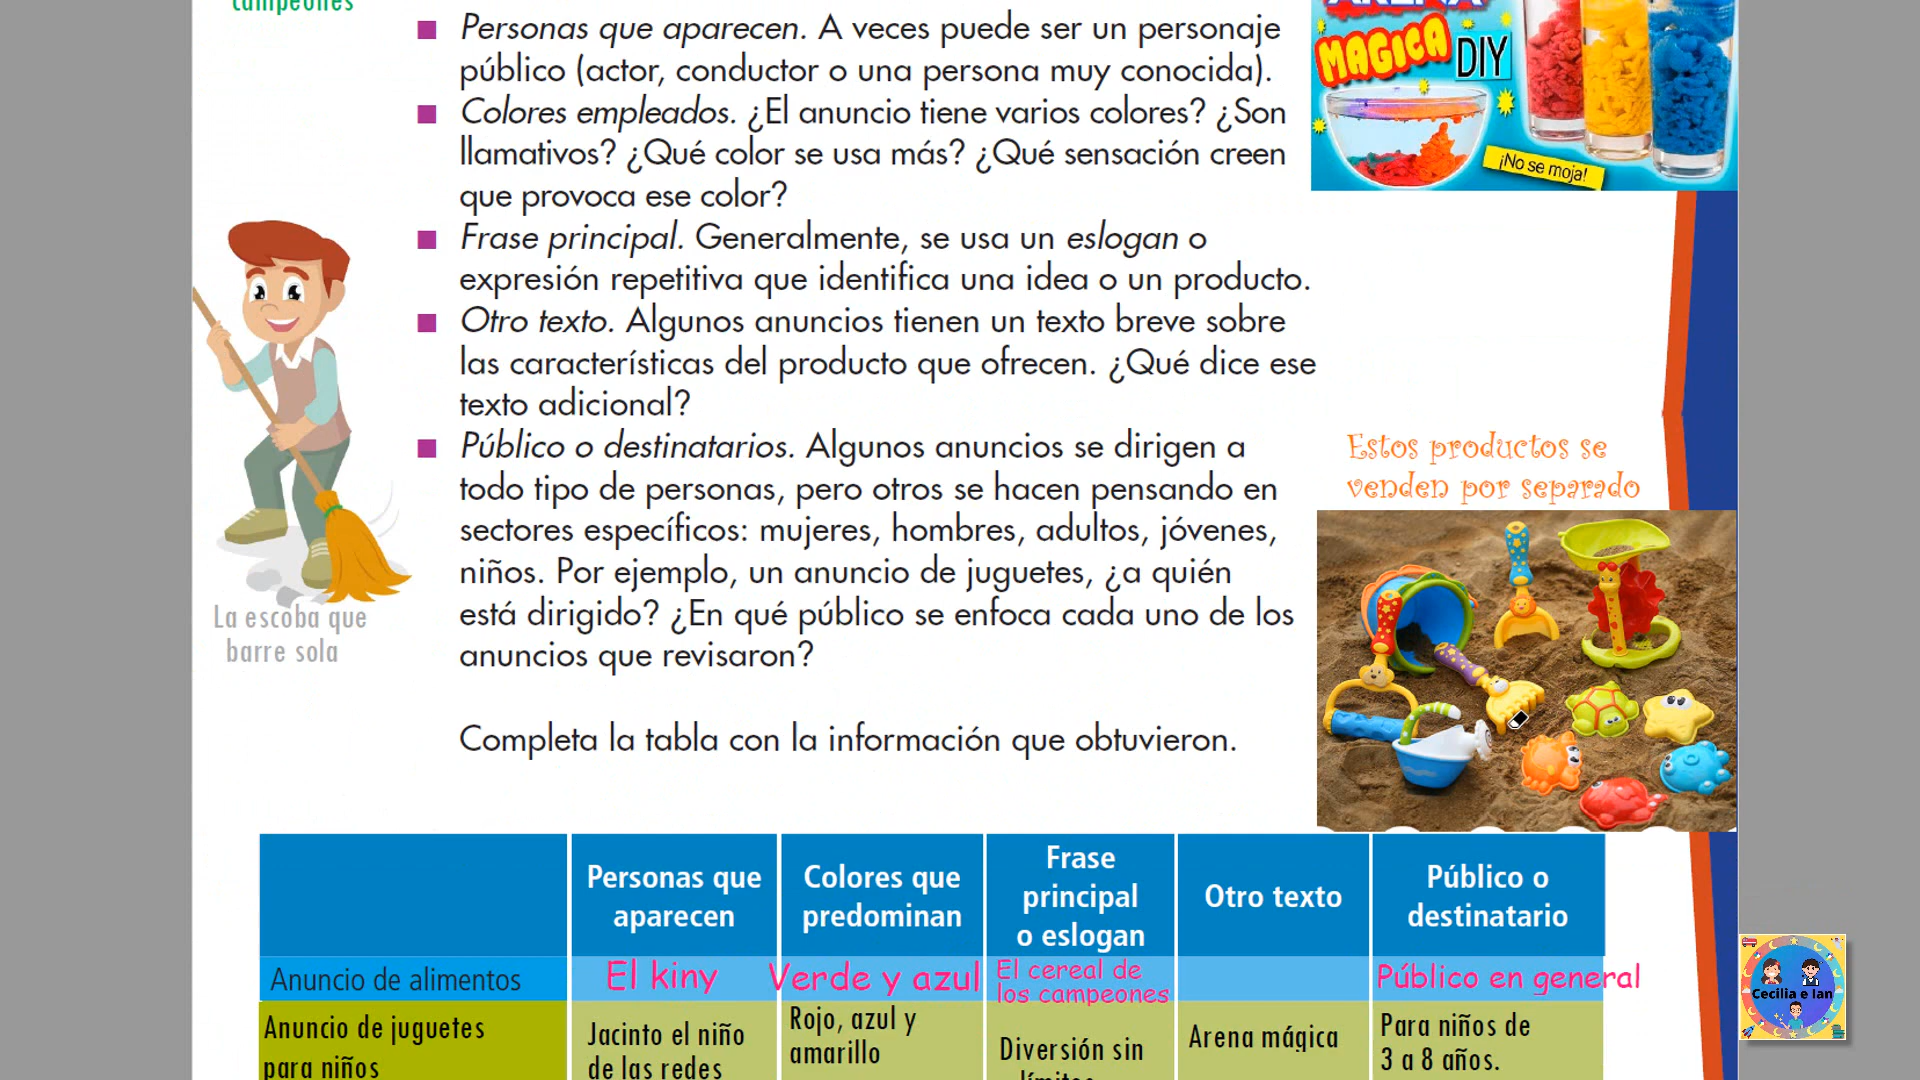 campeones
Personas que aparecen. A veces puede ser un personaje
público (actor, conductor o una persona muy conocida).
Colores empleados. ¿El anuncio tiene varios colores? ¿Son
llamativos? ¿Qué color se usa más? ¿Qué sensación creen
que provoca ese color?
Frase principal. Generalmente, se usa un eslogan o
expresión repetitiva que identifica una idea o un producto.
Otro texto. Algunos anuncios tienen un texto breve sobre
las características del producto que ofrecen. ¿Qué dice ese
texto adicional?
Público o destinatarios. Algunos anuncios se dirigen a
todo tipo de personas, pero otros se hacen pensando en
sectores específicos: mujeres, hombres, adultos, jóvenes,
niños. Por ejemplo, un anuncio de juguetes, ¿a quién
está dirigido? ¿En qué público se enfoca cada uno de los
anuncios que revisaron?
Completa la tabla con la información que obtuvieron.
La escoba que
barre sola
ARENA
MAGICA DIY
¡No se moja!
Estos productos se
venden por separado
Personas que
aparecen
Colores que
predominan
Frase
principal
o eslogan
Otro texto
Público o
destinatario
Anuncio de alimentos
El kiny
Verde y azul
El cereal de
los campeones
Público en general
Anuncio de juguetes
para niños
Jacinto el niño
de las redes
Rojo, azul y
amarillo
Diversión sin
límites
Arena mágica
Para niños de
3 a 8 años.
Cecilia e Ian